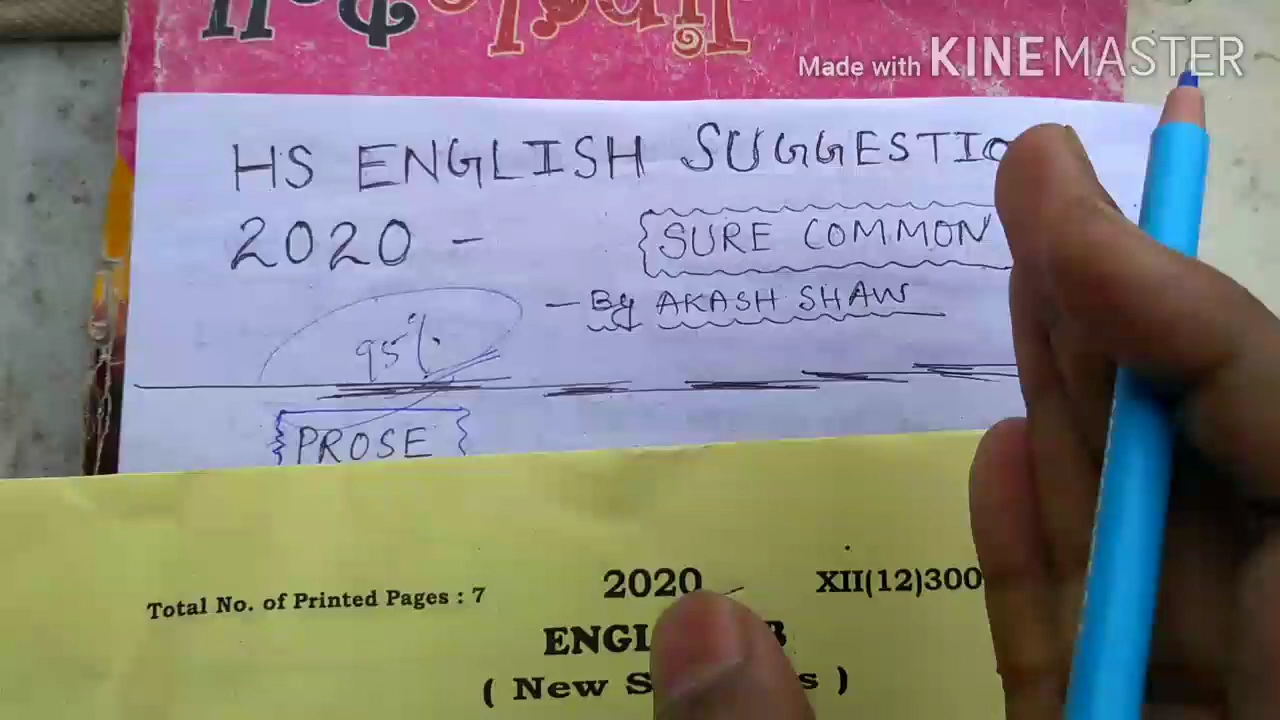 Made with KINEMASTER
HS ENGLISH SUGGESTIO
2020 -
SURE COMMON
- By AKASH SHAW
95%
PROSE
Total No. of Printed Pages : 7
2020
XII(12)300
ENGL B
( New S s )